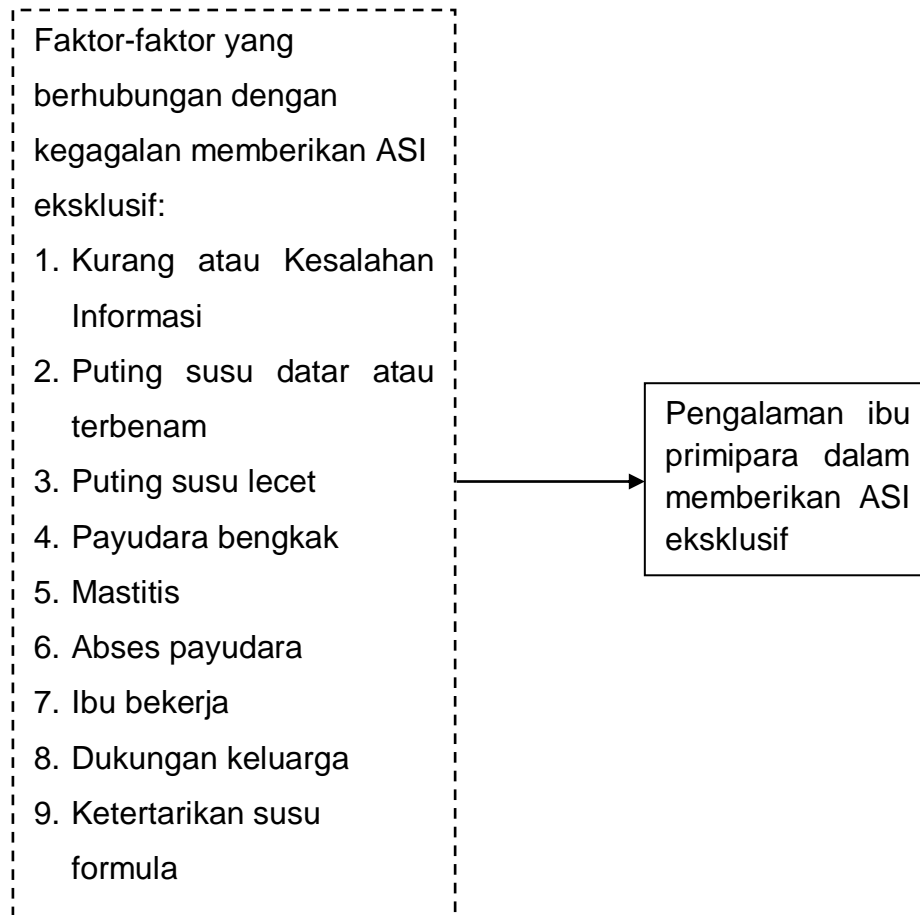 Faktor-faktor yang
berhubungan dengan
kegagalan memberikan ASI
eksklusif:
1. Kurang atau Kesalahan
Informasi
2. Puting susu datar atau
terbenam
3. Puting susu lecet
4. Payudara bengkak
5. Mastitis
6. Abses payudara
7. Ibu bekerja
8. Dukungan keluarga
9. Ketertarikan susu
formula
Pengalaman ibu
primipara dalam
memberikan ASI
eksklusif